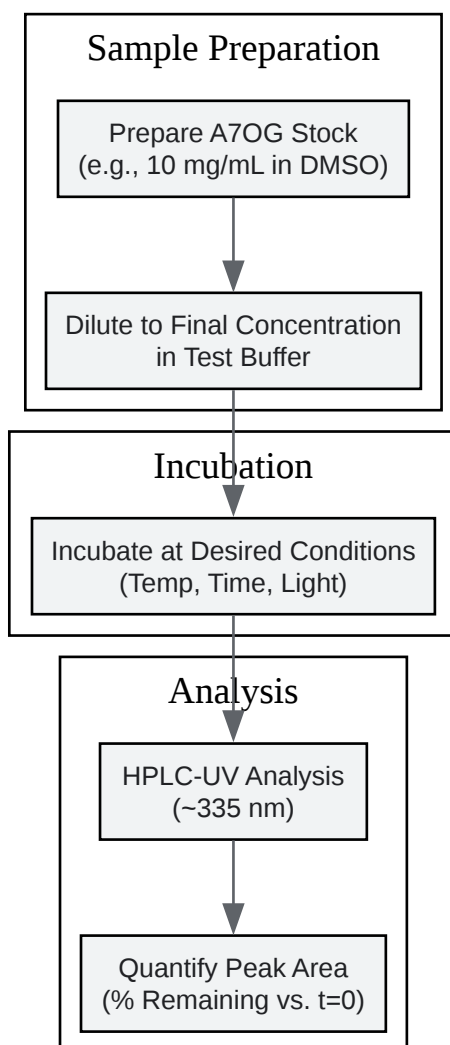 Sample Preparation
Prepare A7OG Stock
(e.g., 10 mg/mL in DMSO)
Dilute to Final Concentration
in Test Buffer
Incubation
Incubate at Desired Conditions
(Temp, Time, Light)
Analysis
HPLC-UV Analysis
(~335 nm)
Quantify Peak Area
(% Remaining vs. t=0)